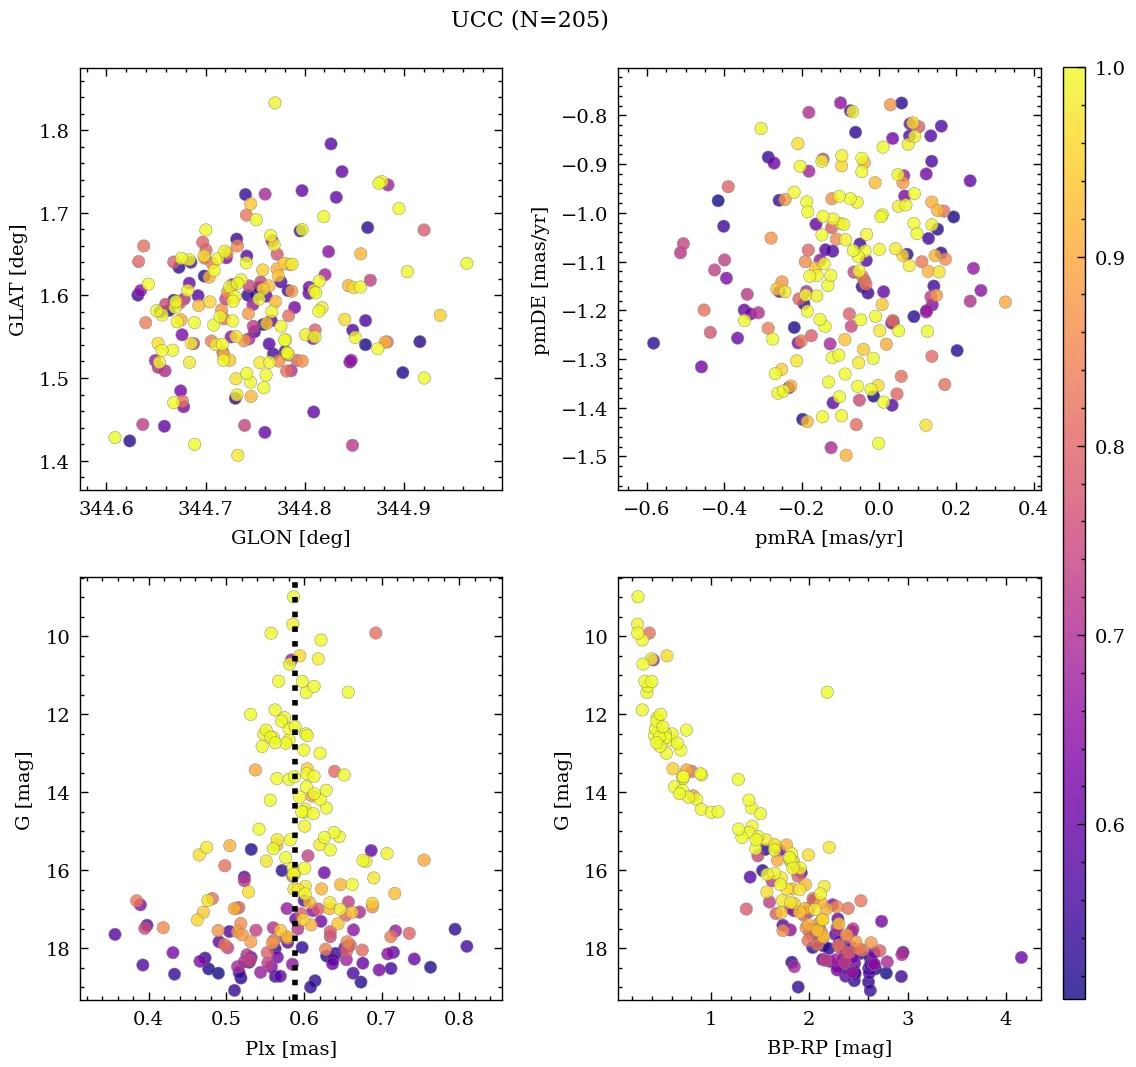 UCC (N=205)
1.8
1.7
1.6
1.5
1.4
GLAT [deg]
344.6 344.7 344.8 344.9
GLON [deg]
−0.8
−0.9
−1.0
−1.1
−1.2
−1.3
−1.4
−1.5
pmDE [mas/yr]
−0.6 −0.4 −0.2 0.0 0.2 0.4
pmRA [mas/yr]
10
12
14
16
18
G [mag]
0.4 0.5 0.6 0.7 0.8
Plx [mas]
10
12
14
16
18
G [mag]
1 2 3 4
BP-RP [mag]
1.0
0.9
0.8
0.7
0.6